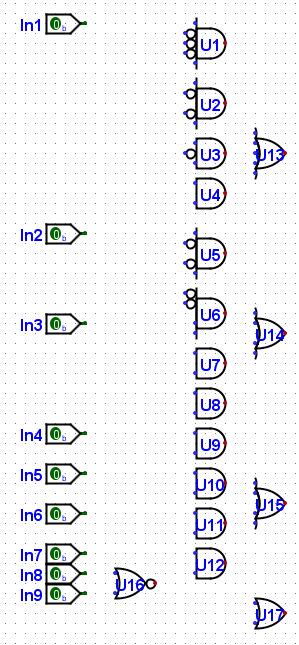 In1 0b U1
U2
U3 U13
U4
In2 0b U5
In3 0b U6 U14
U7
U8
In4 0b U9
In5 0b U10 U15
In6 0b U11
In7 0b U12
In8 0b U16
In9 0b U17